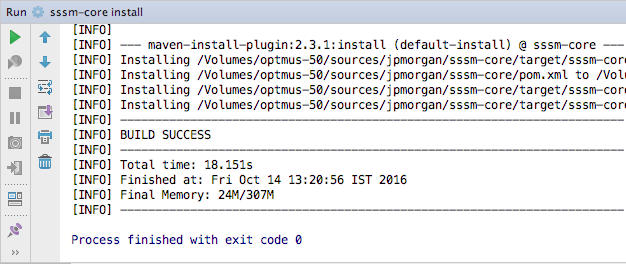 Run sssm-core install
[INFO]
[INFO] --- maven-install-plugin:2.3.1:install (default-install) @ sssm-core ---
[INFO] Installing /Volumes/optmus-50/sources/jpmorgan/sssm-core/target/sssm-core
[INFO] Installing /Volumes/optmus-50/sources/jpmorgan/sssm-core/pom.xml to /Volu
[INFO] Installing /Volumes/optmus-50/sources/jpmorgan/sssm-core/target/sssm-core
[INFO] Installing /Volumes/optmus-50/sources/jpmorgan/sssm-core/target/sssm-core
[INFO] ------------------------------------------------------------------------
[INFO] BUILD SUCCESS
[INFO] ------------------------------------------------------------------------
[INFO] Total time: 18.151s
[INFO] Finished at: Fri Oct 14 13:20:56 IST 2016
[INFO] Final Memory: 24M/307M
[INFO] ------------------------------------------------------------------------
Process finished with exit code 0